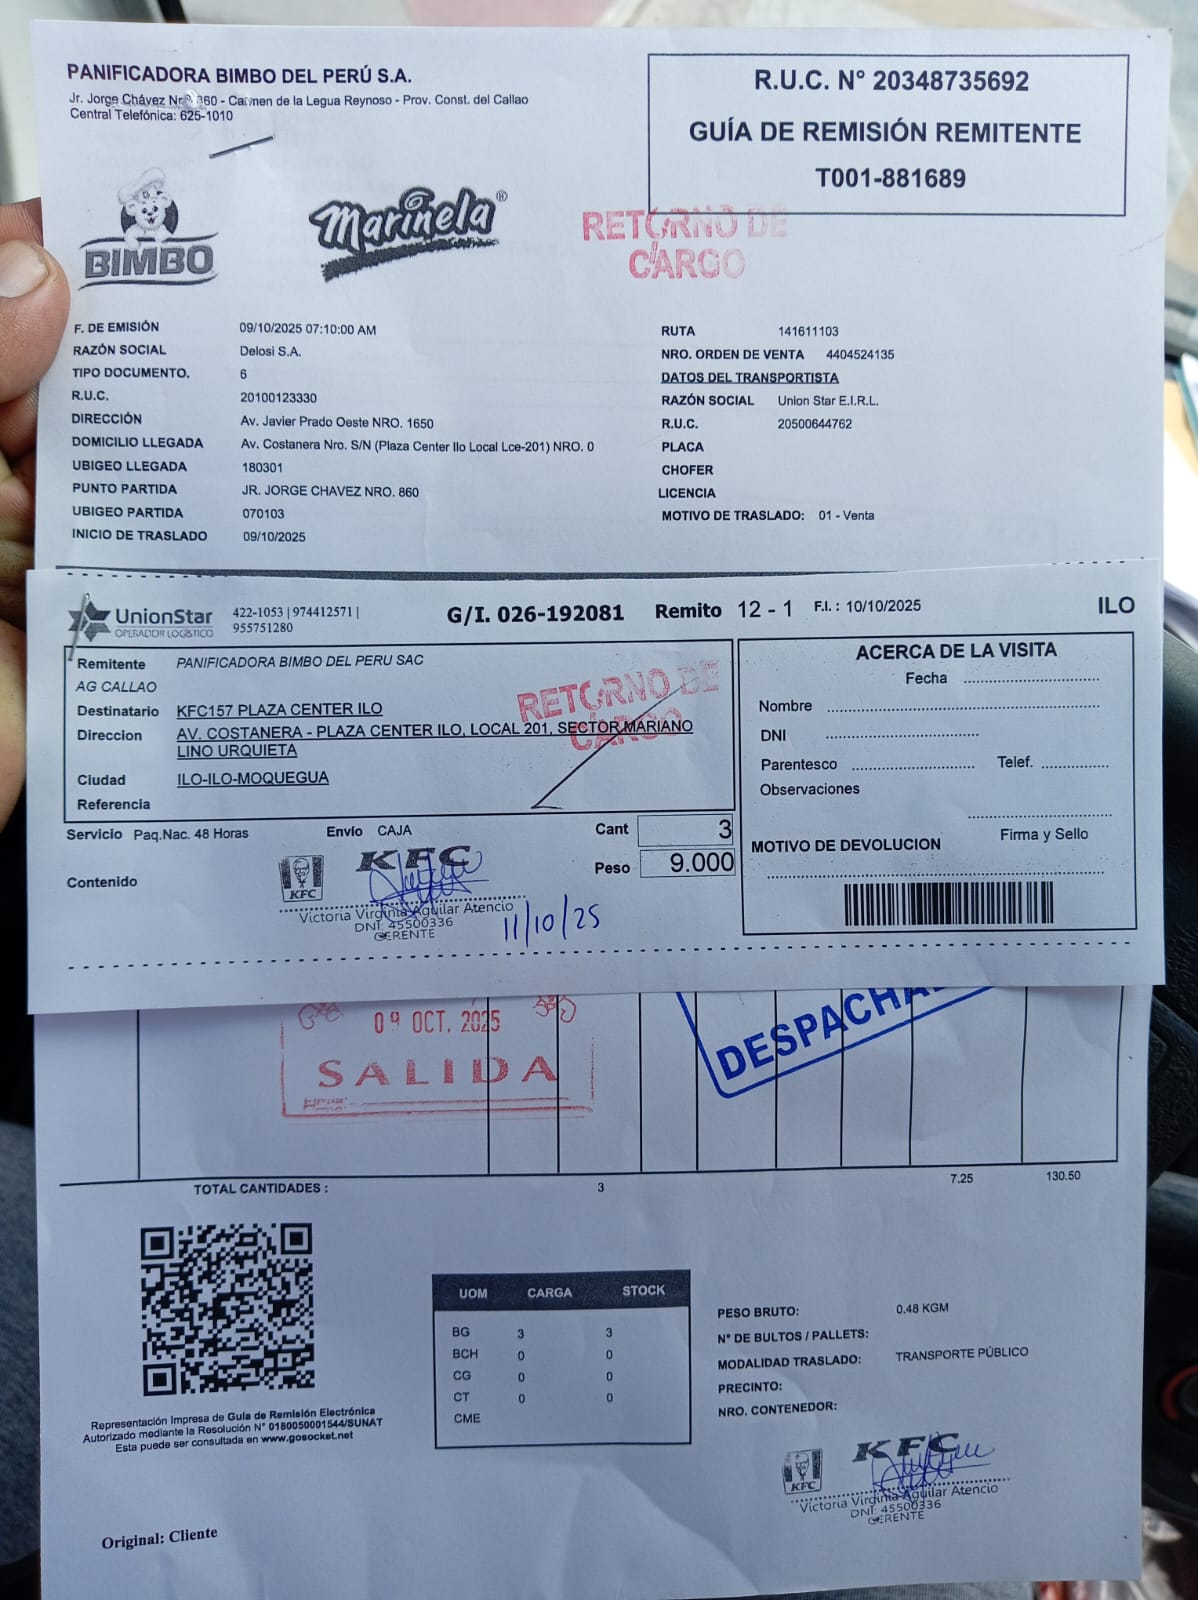 PANIFICADORA BIMBO DEL PERÚ S.A.
Jr. Jorge Chávez Nro. 860 - Carmen de la Legua Reynoso - Prov. Const. del Callao
Central Telefónica: 625-1010
R.U.C. N° 20348735692
GUÍA DE REMISIÓN REMITENTE
T001-881689
BIMBO
Marinela®
RETORNO DE
CARGO
F. DE EMISIÓN 09/10/2025 07:10:00 AM
RAZÓN SOCIAL Delosi S.A.
TIPO DOCUMENTO. 6
R.U.C. 20100123330
DIRECCIÓN Av. Javier Prado Oeste NRO. 1650
DOMICILIO LLEGADA Av. Costanera Nro. S/N (Plaza Center Ilo Local Lce-201) NRO. 0
UBIGEO LLEGADA 180301
PUNTO PARTIDA JR. JORGE CHAVEZ NRO. 860
UBIGEO PARTIDA 070103
INICIO DE TRASLADO 09/10/2025
RUTA 141611103
NRO. ORDEN DE VENTA 4404524135
DATOS DEL TRANSPORTISTA
RAZÓN SOCIAL Union Star E.I.R.L.
R.U.C. 20500644762
PLACA
CHOFER
LICENCIA
MOTIVO DE TRASLADO: 01 - Venta
UnionStar
OPERADOR LOGÍSTICO
422-1053 | 974412571 |
955751280
G/I. 026-192081 Remito 12 - 1 F.I. : 10/10/2025 ILO
Remitente PANIFICADORA BIMBO DEL PERU SAC
AG CALLAO
Destinatario KFC157 PLAZA CENTER ILO
Direccion AV. COSTANERA - PLAZA CENTER ILO, LOCAL 201, SECTOR MARIANO
LINO URQUIETA
Ciudad ILO-ILO-MOQUEGUA
Referencia
RETORNO DE
CARGO
Servicio Paq.Nac. 48 Horas Envío CAJA Cant 3
Peso 9.000
Contenido
KFC
KFC
Victoria Virginia Aguilar Atencio
DNI: 45500336
GERENTE
11/10/25
ACERCA DE LA VISITA
Fecha
Nombre
DNI
Parentesco Telef.
Observaciones
Firma y Sello
MOTIVO DE DEVOLUCION
09 OCT. 2025
SALIDA
TOTAL CANTIDADES : 3 7.25 130.50
Representación Impresa de Guía de Remisión Electrónica
Autorizado mediante la Resolución N° 0180050001544/SUNAT
Esta puede ser consultada en www.gosocket.net
UOM CARGA STOCK
BG 3 3
BCH 0 0
CG 0 0
CT 0 0
CME
PESO BRUTO: 0.48 KGM
N° DE BULTOS / PALLETS:
MODALIDAD TRASLADO: TRANSPORTE PÚBLICO
PRECINTO:
NRO. CONTENEDOR:
KFC
KFC
Victoria Virginia Aguilar Atencio
DNI: 45500336
GERENTE
Original: Cliente